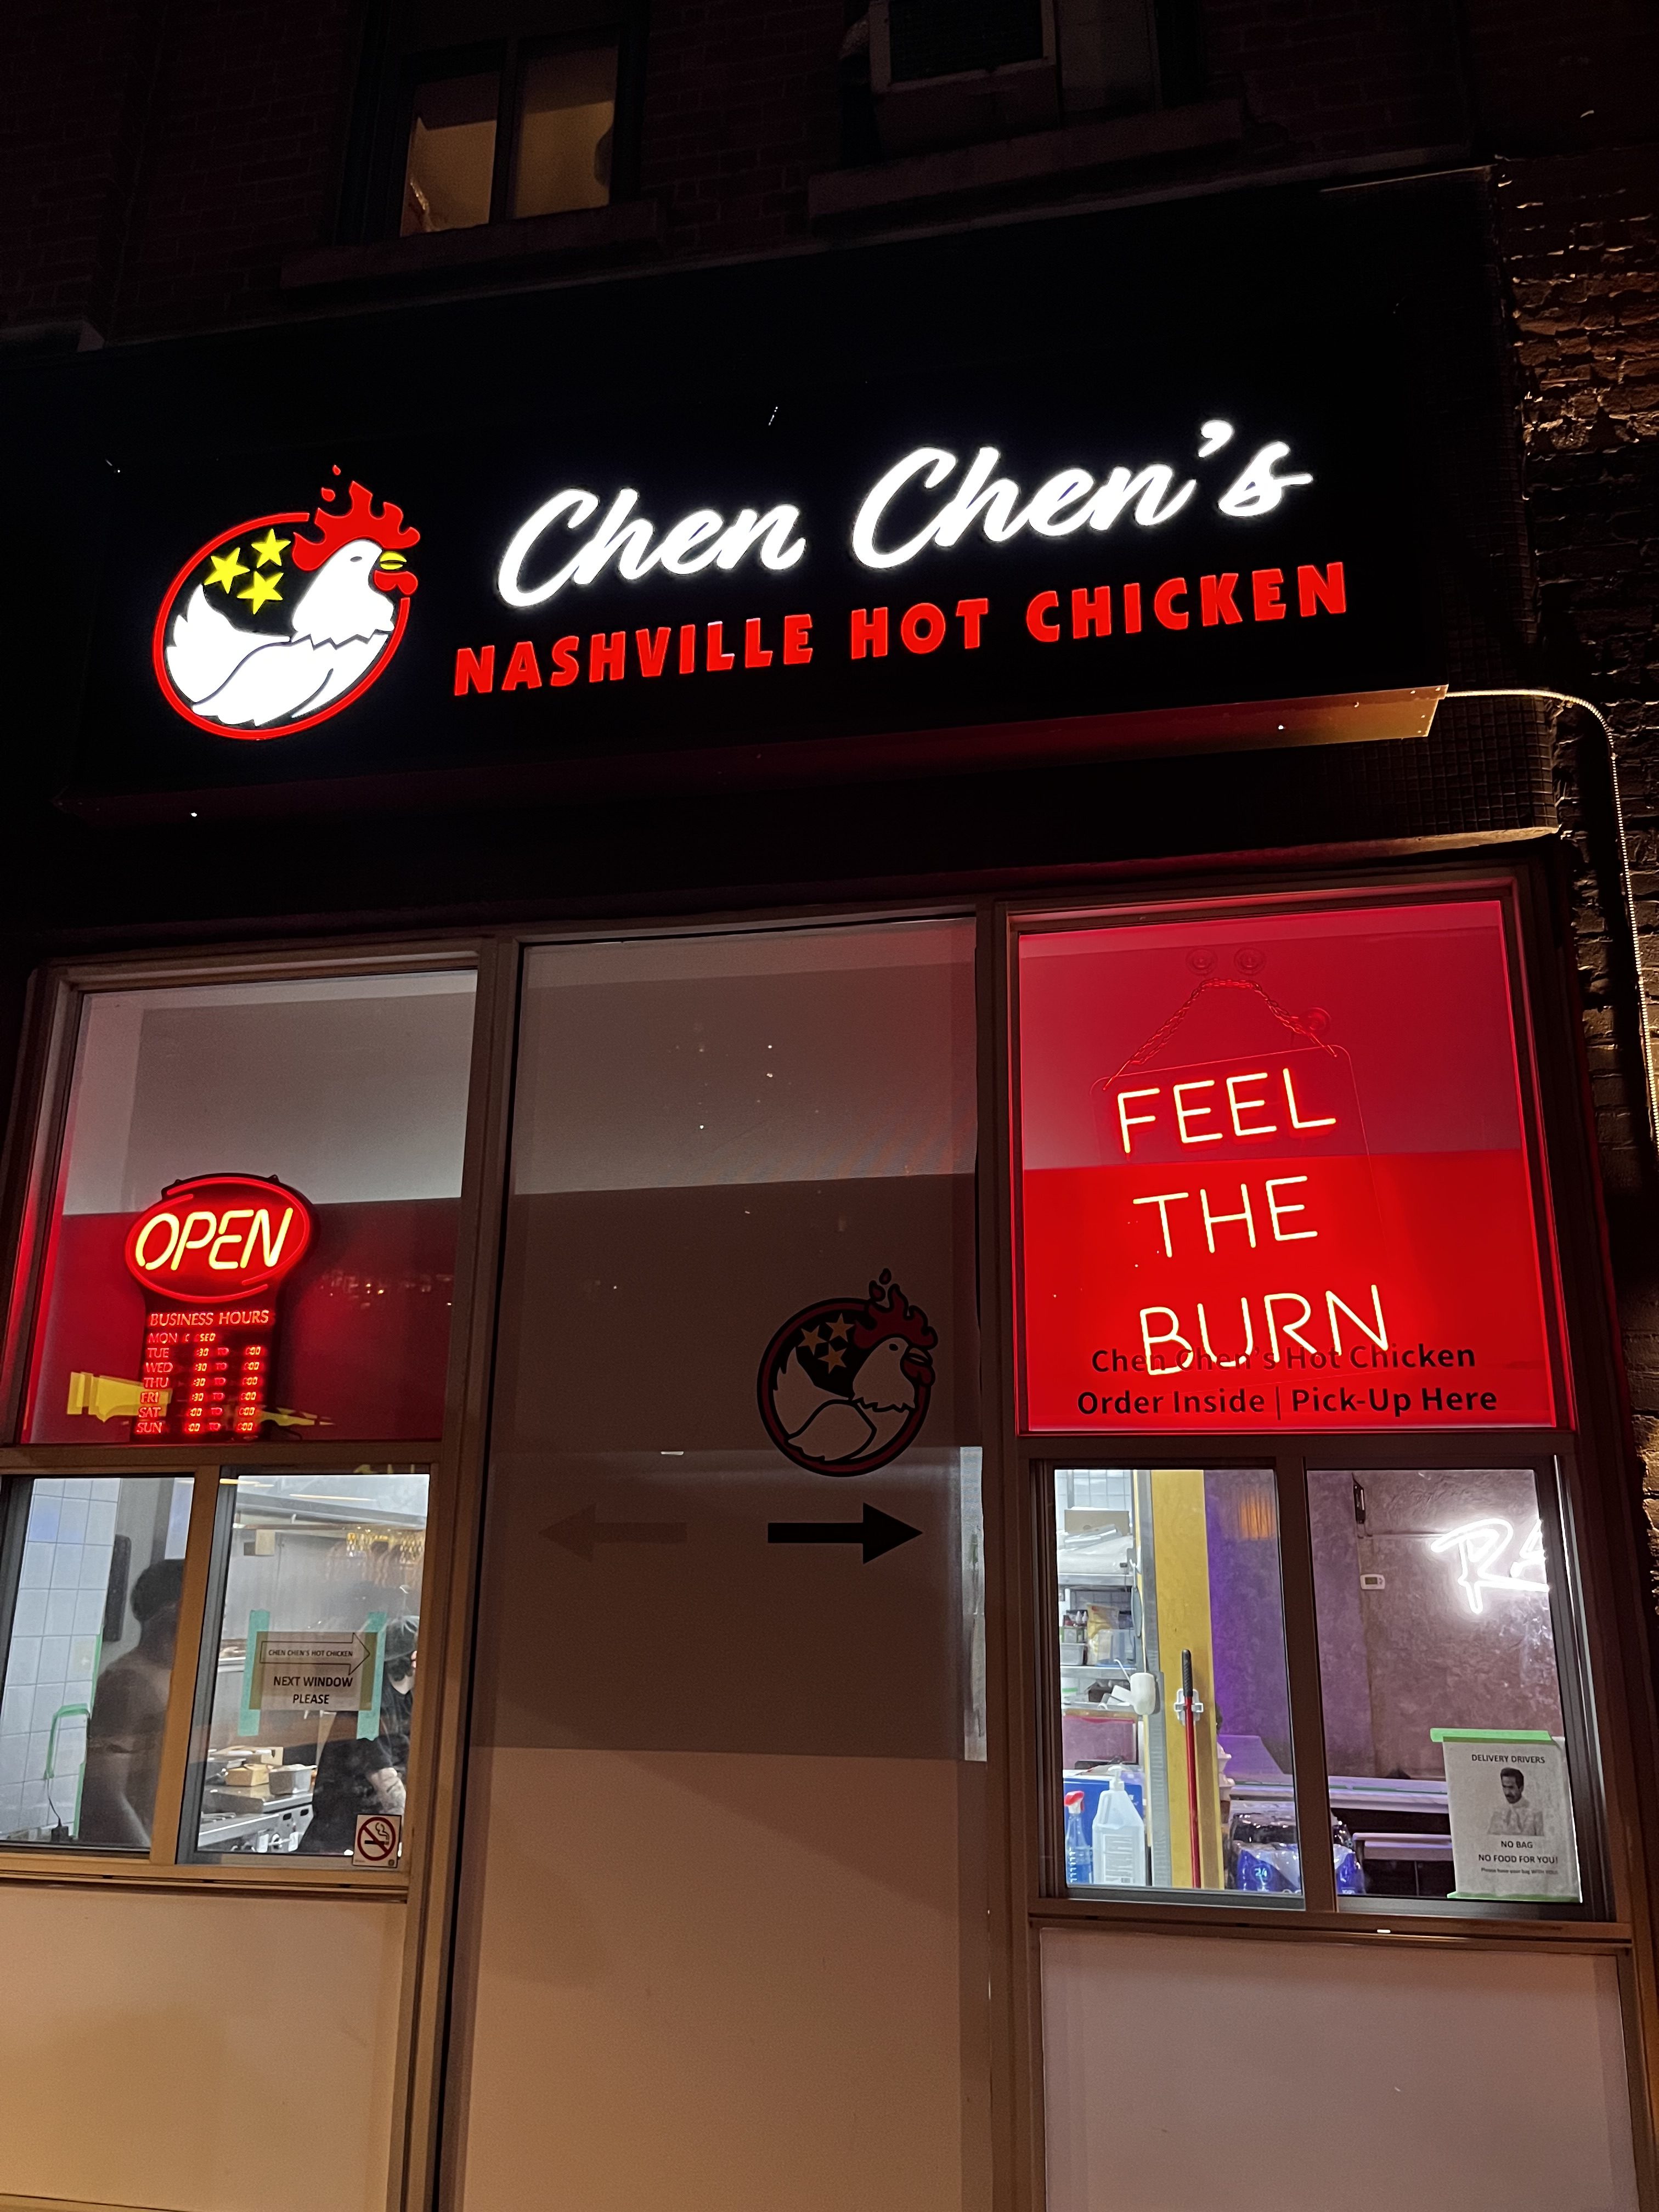 Chen Chen's
NASHVILLE HOT CHICKEN
OPEN
BUSINESS HOURS
MON
TUE
WED
THU
FRI
SAT
SUN
FEEL
THE
BURN
Chen Chen's Hot Chicken
Order Inside | Pick-Up Here
CHEN CHEN'S HOT CHICKEN
NEXT WINDOW
PLEASE
DELIVERY DRIVERS
NO BAG
NO FOOD FOR YOU!